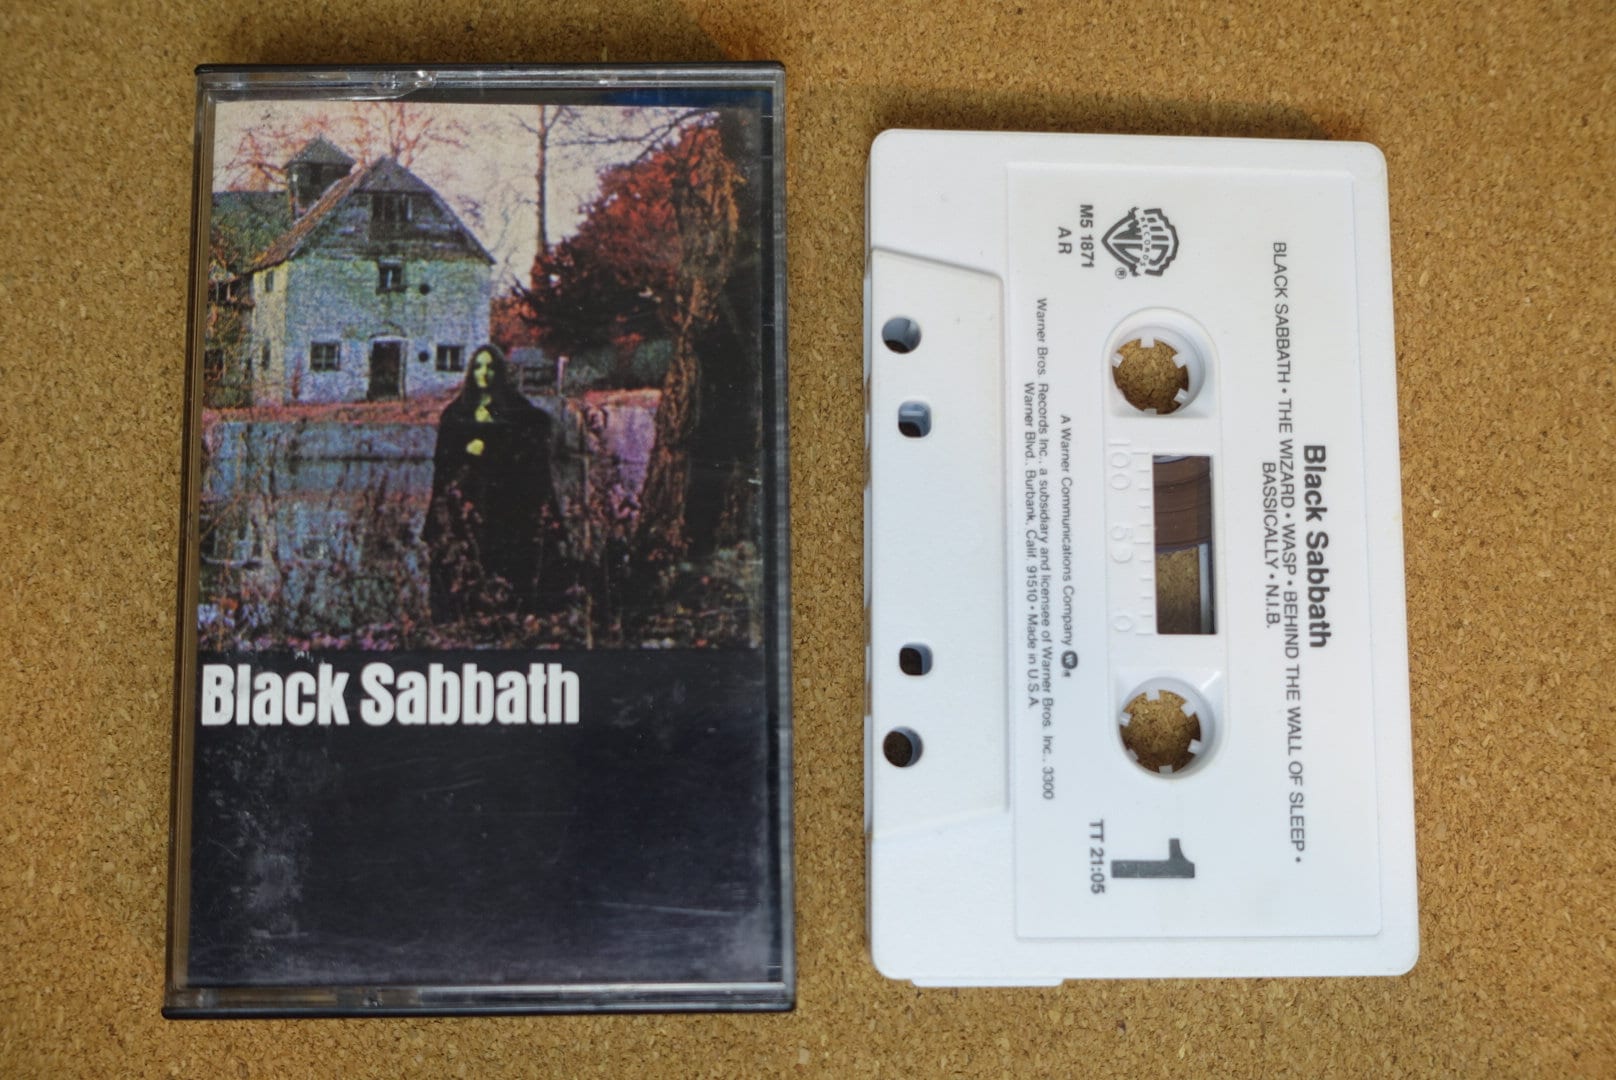 Black Sabbath
Black Sabbath
BLACK SABBATH • THE WIZARD • WASP • BEHIND THE WALL OF SLEEP •
BASSICALLY • N.I.B.
RECORDS
®
M5 1871
A R
100 50 0
1
TT 21:05
A Warner Communications Company
Warner Bros. Records Inc., a subsidiary and licensee of Warner Bros. Inc., 3300
Warner Blvd., Burbank, Calif. 91510 • Made in U.S.A.